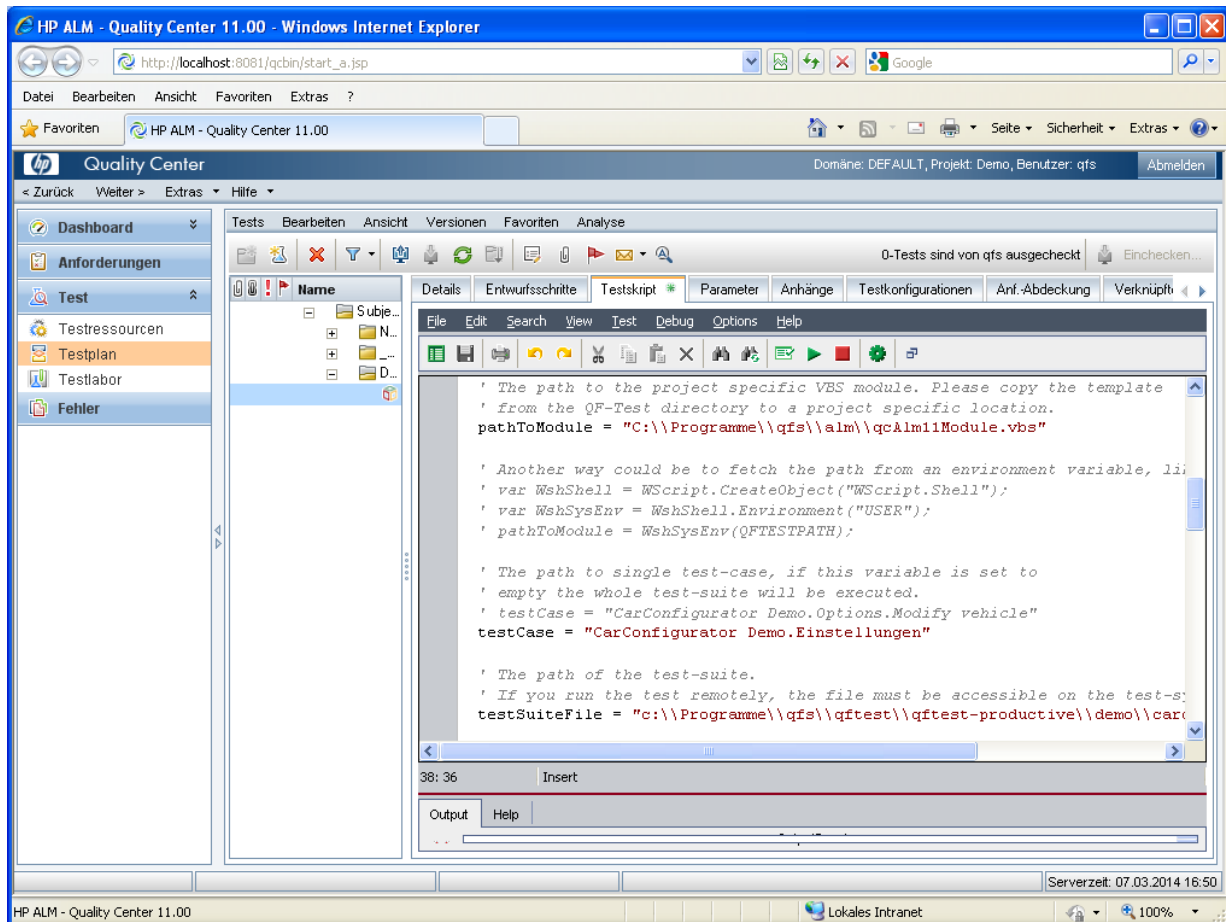 HP ALM - Quality Center 11.00 - Windows Internet Explorer
http://localhost:8081/qcbin/start_a.jsp
Google
Datei Bearbeiten Ansicht Favoriten Extras ?
Favoriten HP ALM - Quality Center 11.00 Seite Sicherheit Extras
hp Quality Center Domäne: DEFAULT, Projekt: Demo, Benutzer: qfs Abmelden
< Zurück Weiter > Extras Hilfe
Dashboard
Anforderungen
Test
Testressourcen
Testplan
Testlabor
Fehler
Tests Bearbeiten Ansicht Versionen Favoriten Analyse
0-Tests sind von qfs ausgecheckt Einchecken...
Name
Subje...
N...
_...
D...
Details Entwurfsschritte Testskript * Parameter Anhänge Testkonfigurationen Anf.-Abdeckung Verknüpft
File Edit Search View Test Debug Options Help
' The path to the project specific VBS module. Please copy the template
' from the QF-Test directory to a project specific location.
pathToModule = "C:\\Programme\\qfs\\alm\\qcAlm11Module.vbs"
' Another way could be to fetch the path from an environment variable, li
' var WshShell = WScript.CreateObject("WScript.Shell");
' var WshSysEnv = WshShell.Environment("USER");
' pathToModule = WshSysEnv(QFTESTPATH);
' The path to single test-case, if this variable is set to
' empty the whole test-suite will be executed.
' testCase = "CarConfigurator Demo.Options.Modify vehicle"
testCase = "CarConfigurator Demo.Einstellungen"
' The path of the test-suite.
' If you run the test remotely, the file must be accessible on the test-sy
testSuiteFile = "c:\\Programme\\qfs\\qftest\\qftest-productive\\demo\\carc
38: 36 Insert
Output Help
Serverzeit: 07.03.2014 16:50
HP ALM - Quality Center 11.00 Lokales Intranet 100%